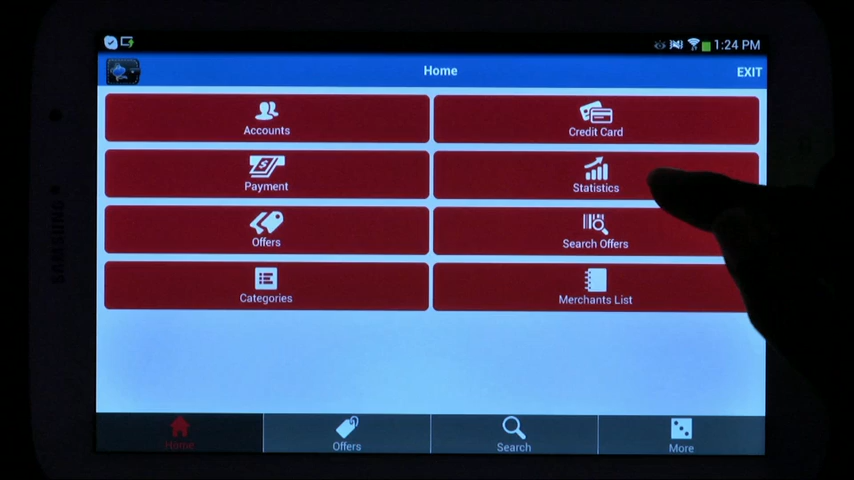 1:24 PM
Home
EXIT
Accounts
Credit Card
Payment
Statistics
Offers
Search Offers
Categories
Merchants List
Home
Offers
Search
More
SAMSUNG